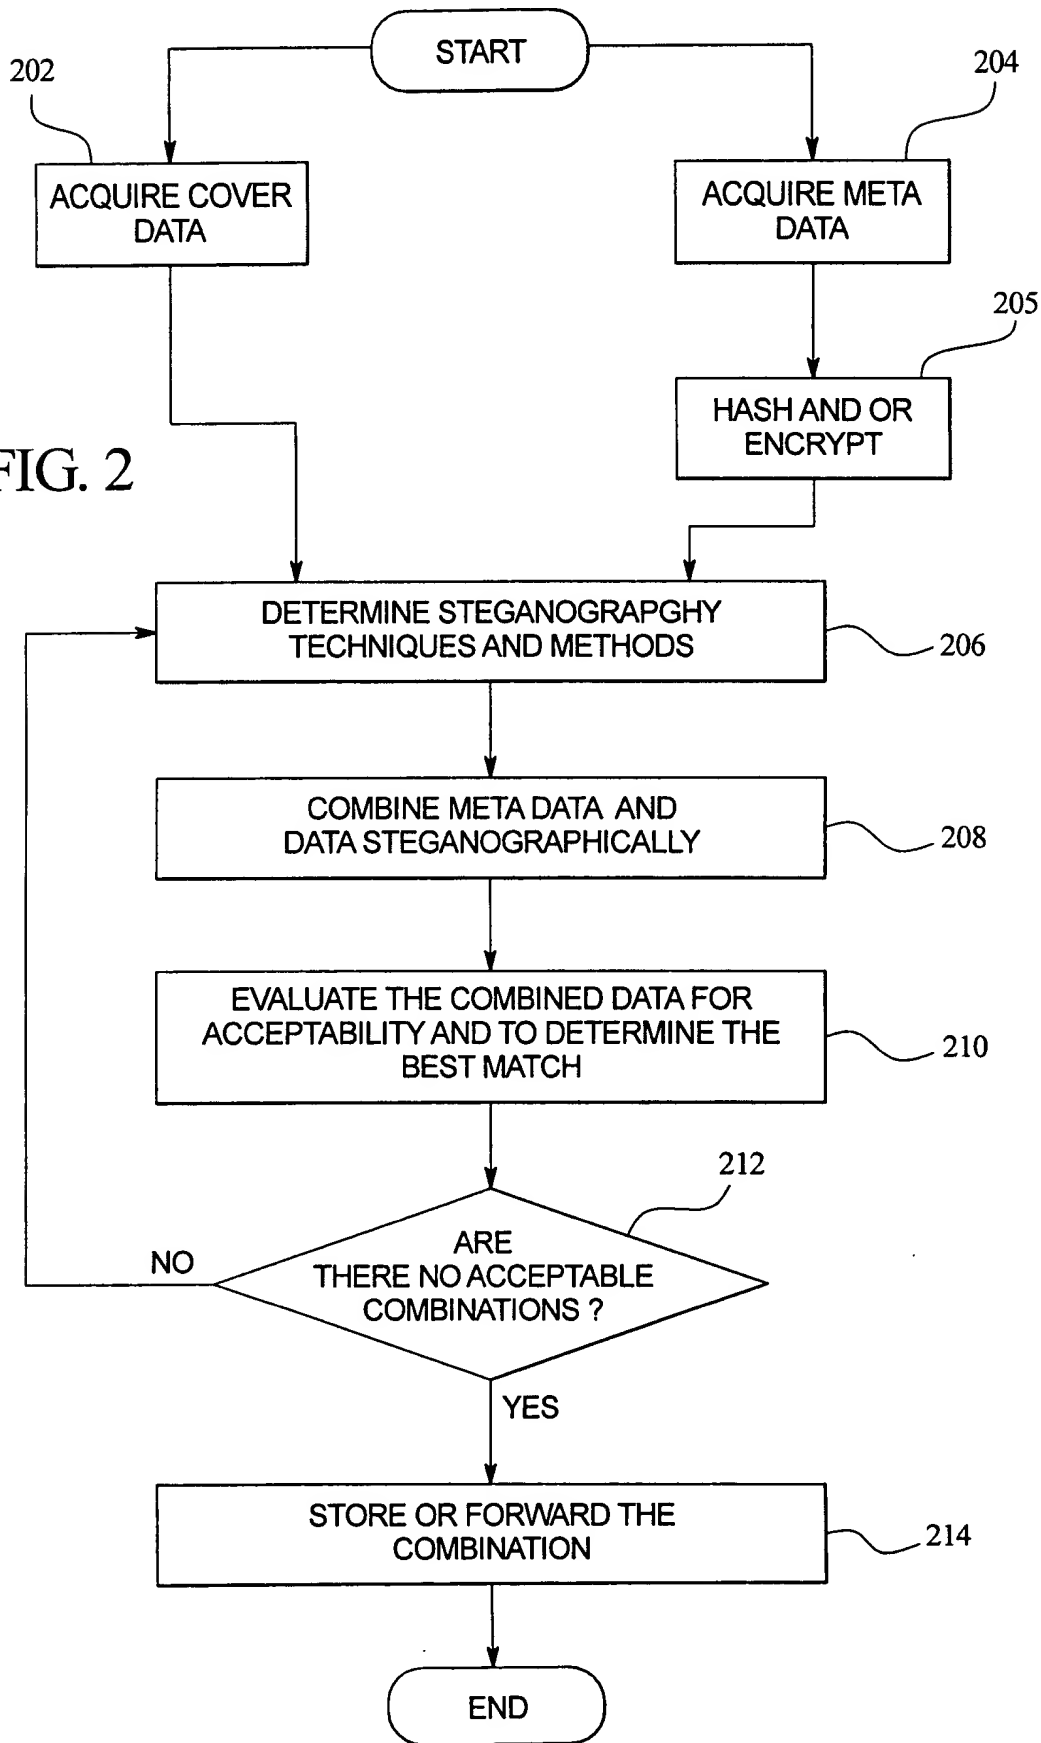 START
202
204
ACQUIRE COVER
DATA
ACQUIRE META
DATA
205
HASH AND OR
ENCRYPT
FIG. 2
DETERMINE STEGANOGRAPGHY
TECHNIQUES AND METHODS
206
COMBINE META DATA AND
DATA STEGANOGRAPHICALLY
208
EVALUATE THE COMBINED DATA FOR
ACCEPTABILITY AND TO DETERMINE THE
BEST MATCH
210
212
ARE
THERE NO ACCEPTABLE
COMBINATIONS ?
NO
YES
STORE OR FORWARD THE
COMBINATION
214
END